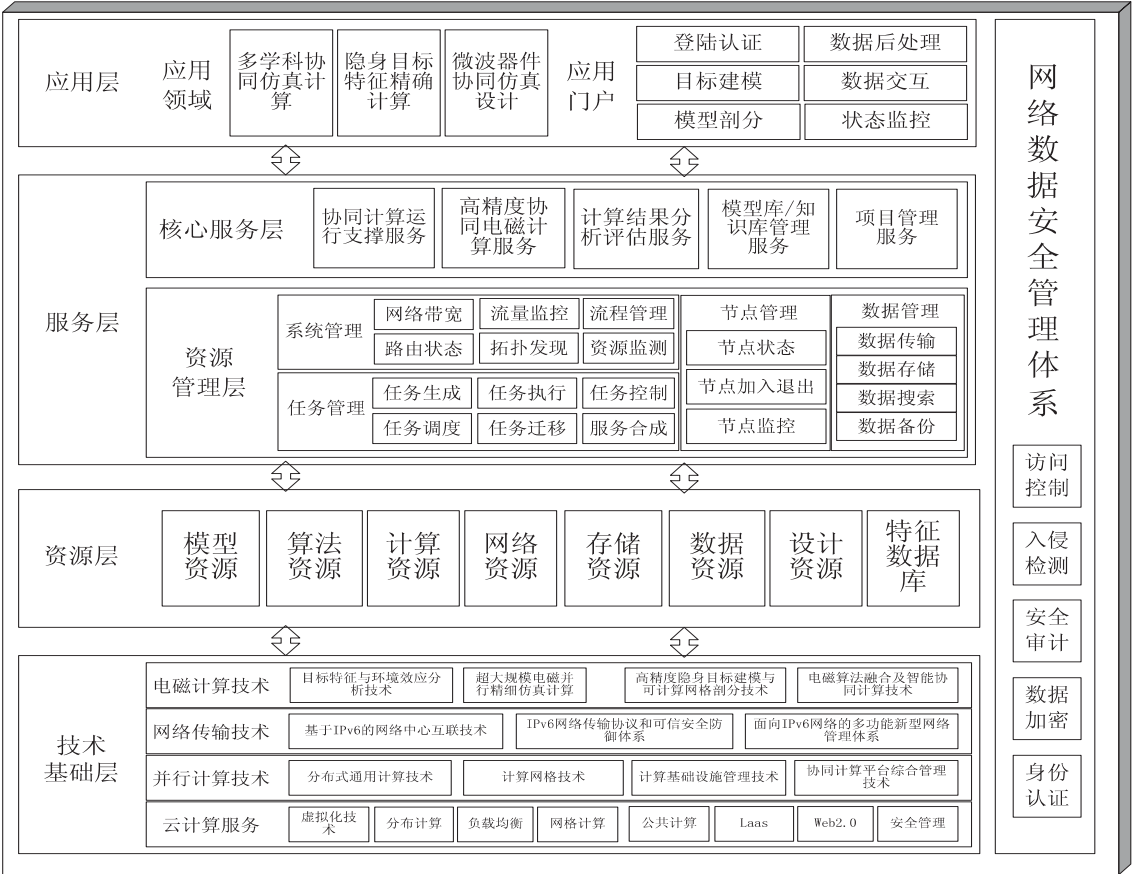 应用层
应用
领域
多学科协
同仿真计
算
隐身目标
特征精确
计算
微波器件
协同仿真
设计
应用
门户
登陆认证
数据后处理
目标建模
数据交互
模型剖分
状态监控
服务层
核心服务层
协同计算运
行支撑服务
高精度协
同电磁计
算服务
计算结果分
析评估服务
模型库/知
识库管理
服务
项目管理
服务
资源
管理层
系统管理
网络带宽
流量监控
流程管理
路由状态
拓扑发现
资源监测
任务管理
任务生成
任务执行
任务控制
任务调度
任务迁移
服务合成
节点管理
节点状态
节点加入退出
节点监控
数据管理
数据传输
数据存储
数据搜索
数据备份
资源层
模型
资源
算法
资源
计算
资源
网络
资源
存储
资源
数据
资源
设计
资源
特征
数据
库
技术
基础层
电磁计算技术
目标特征与环境效应分
析技术
超大规模电磁并
行精细仿真计算
高精度隐身目标建模与
可计算网格剖分技术
电磁算法融合及智能协
同计算技术
网络传输技术
基于IPv6的网络中心互联技术
IPv6网络传输协议和可信安全防
御体系
面向IPv6网络的多功能新型网络
管理体系
并行计算技术
分布式通用计算技术
计算网格技术
计算基础设施管理技术
协同计算平台综合管理
技术
云计算服务
虚拟化技
术
分布计算
负载均衡
网格计算
公共计算
Laas
Web2.0
安全管理
网络数据安全管理体系
访问
控制
入侵
检测
安全
审计
数据
加密
身份
认证